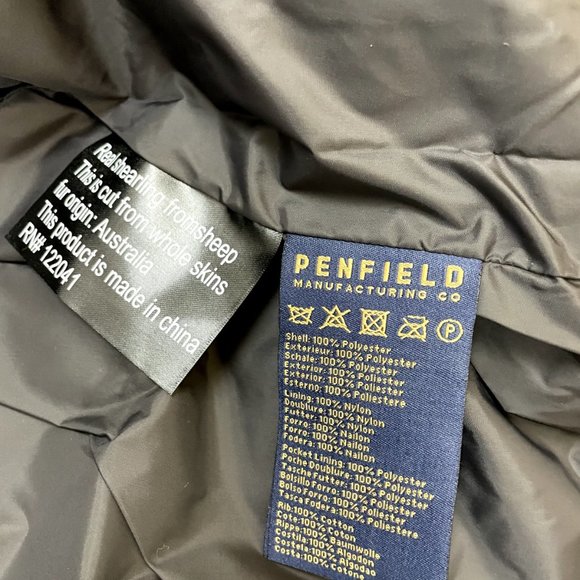 Real shearling from sheep
This is cut from whole skins
fur origin: Australia
This product is made in china
RN# 122041
PENFIELD
MANUFACTURING CO
P
Shell: 100% Polyester
Exterieur: 100% Polyester
Schale: 100% Polyester
Exterior: 100% Poliester
Exterior: 100% Poliester
Esterno: 100% Poliestere
Lining: 100% Nylon
Doublure: 100% Nylon
Futter: 100% Nylon
Forro: 100% Nailon
Forro: 100% Nailon
Fodera: 100% Nailon
Pocket Lining: 100% Polyester
Poche Doublure: 100% Polyester
Tasche Futter: 100% Polyester
Bolsillo Forro: 100% Poliester
Bolso Forro: 100% Poliester
Tasca Fodera: 100% Poliestere
Rib: 100% Cotton
Cote: 100% Coton
Rippe: 100% Baumwolle
Costilla: 100% Algodon
Costela: 100% Algodao
Costola: 100% Cotone